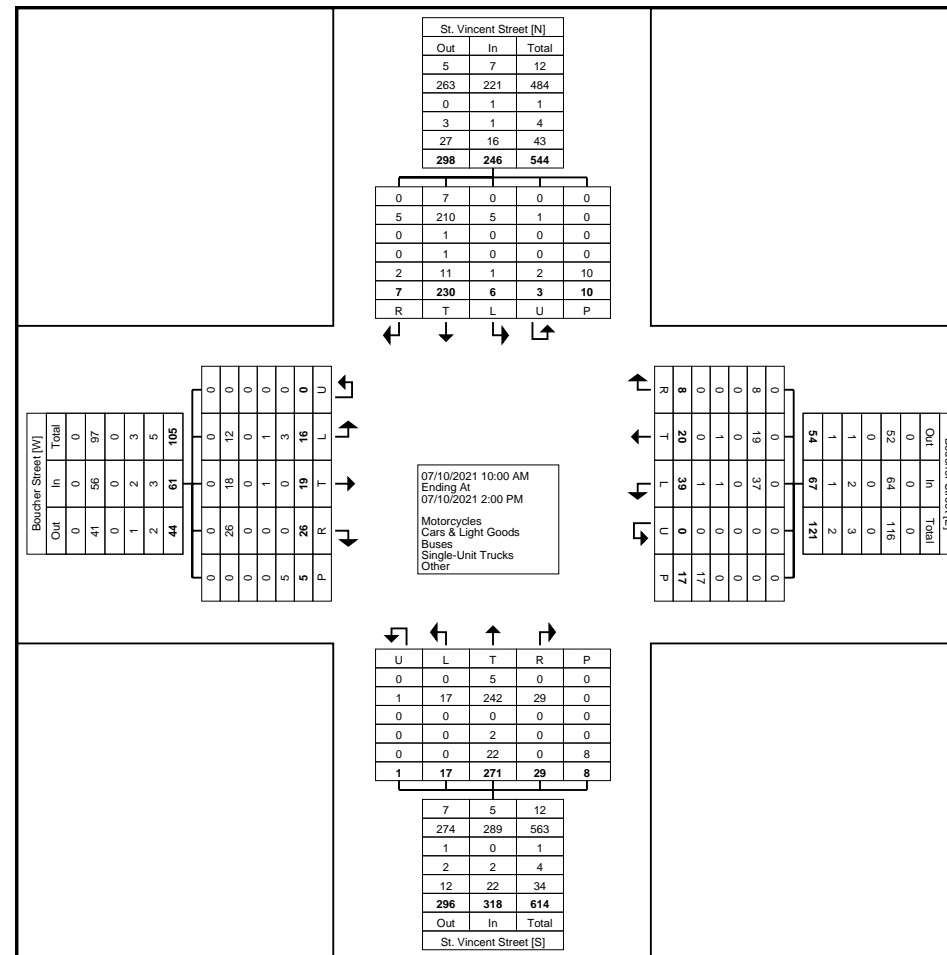 St. Vincent Street [N]
Out In Total
5 7 12
263 221 484
0 1 1
3 1 4
27 16 43
298 246 544
0 7 0 0 0
5 210 5 1 0
0 1 0 0 0
0 1 0 0 0
2 11 1 2 10
7 230 6 3 10
R T L U P
Boucher Street [W]
Total 0 97 0 3 5 105
In 0 56 0 2 3 61
Out 0 41 0 1 2 44
0 0 0 0 0 0 U
0 12 0 1 3 16 L
0 18 0 1 0 19 T
0 26 0 0 0 26 R
0 0 0 0 5 5 P
07/10/2021 10:00 AM
Ending At
07/10/2021 2:00 PM
Motorcycles
Cars & Light Goods
Buses
Single-Unit Trucks
Other
R 8 0 0 0 8 0
T 20 0 1 0 19 0
L 39 1 1 0 37 0
U 0 0 0 0 0 0
P 17 17 0 0 0 0
54 1 1 0 52 0 Out
67 1 2 0 64 0 In
121 2 3 0 116 0 Total
U L T R P
0 0 5 0 0
1 17 242 29 0
0 0 0 0 0
0 0 2 0 0
0 0 22 0 8
1 17 271 29 8
7 5 12
274 289 563
1 0 1
2 2 4
12 22 34
296 318 614
Out In Total
St. Vincent Street [S]